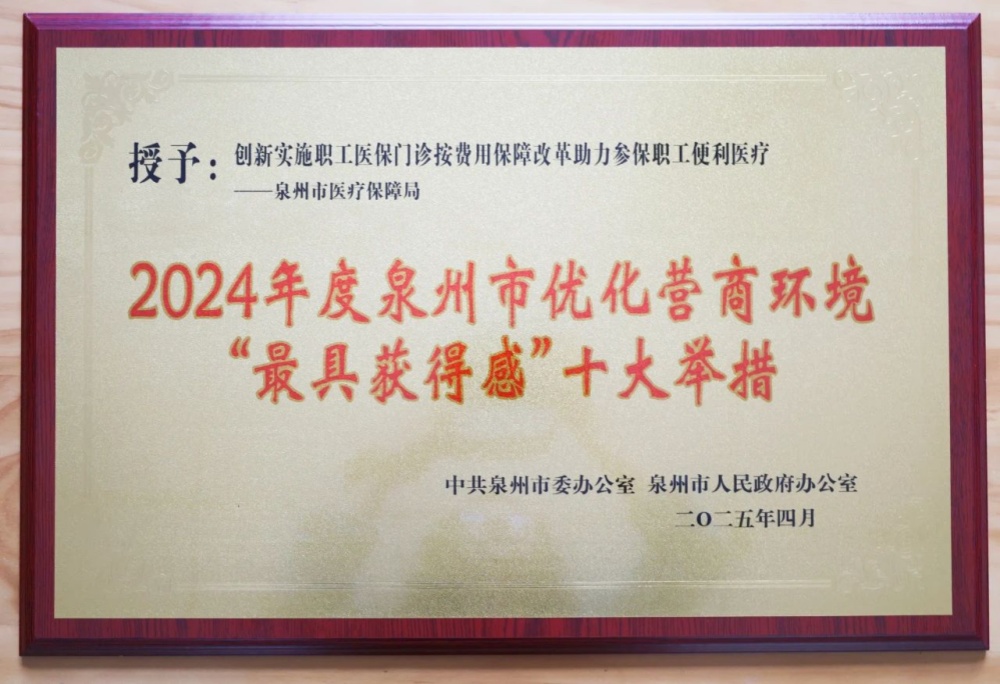 授予：创新实施职工医保门诊按费用保障改革助力参保职工便利医疗
——泉州市医疗保障局
2024年度泉州市优化营商环境
“最具获得感”十大举措
中共泉州市委办公室 泉州市人民政府办公室
二〇二五年四月